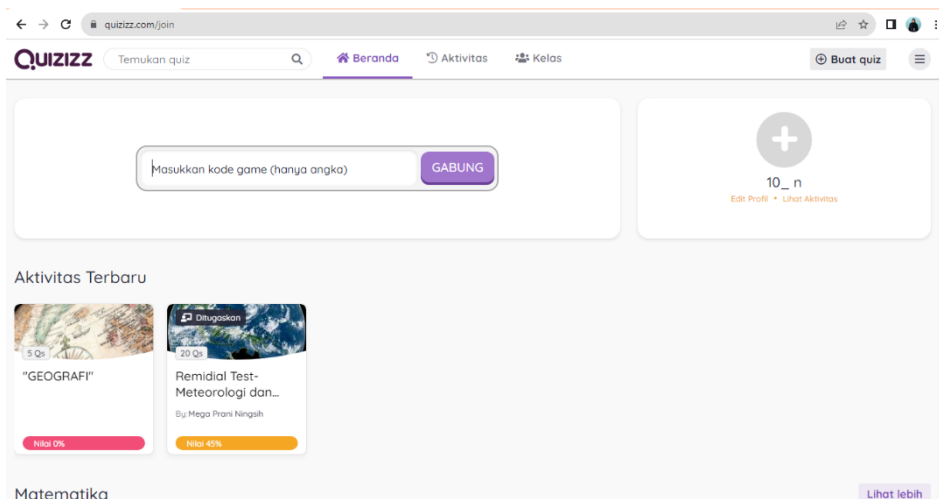 quizizz.com/join
QUIZIZZ
Temukan quiz
Beranda
Aktivitas
Kelas
Buat quiz
Masukkan kode game (hanya angka)
GABUNG
10_ n
Edit Profil • Lihat Aktivitas
Aktivitas Terbaru
5 Qs
"GEOGRAFI"
Nilai 0%
Ditugaskan
20 Qs
Remidial Test-
Meteorologi dan...
By: Mega Prani Ningsih
Nilai 45%
Matematika
Lihat lebih